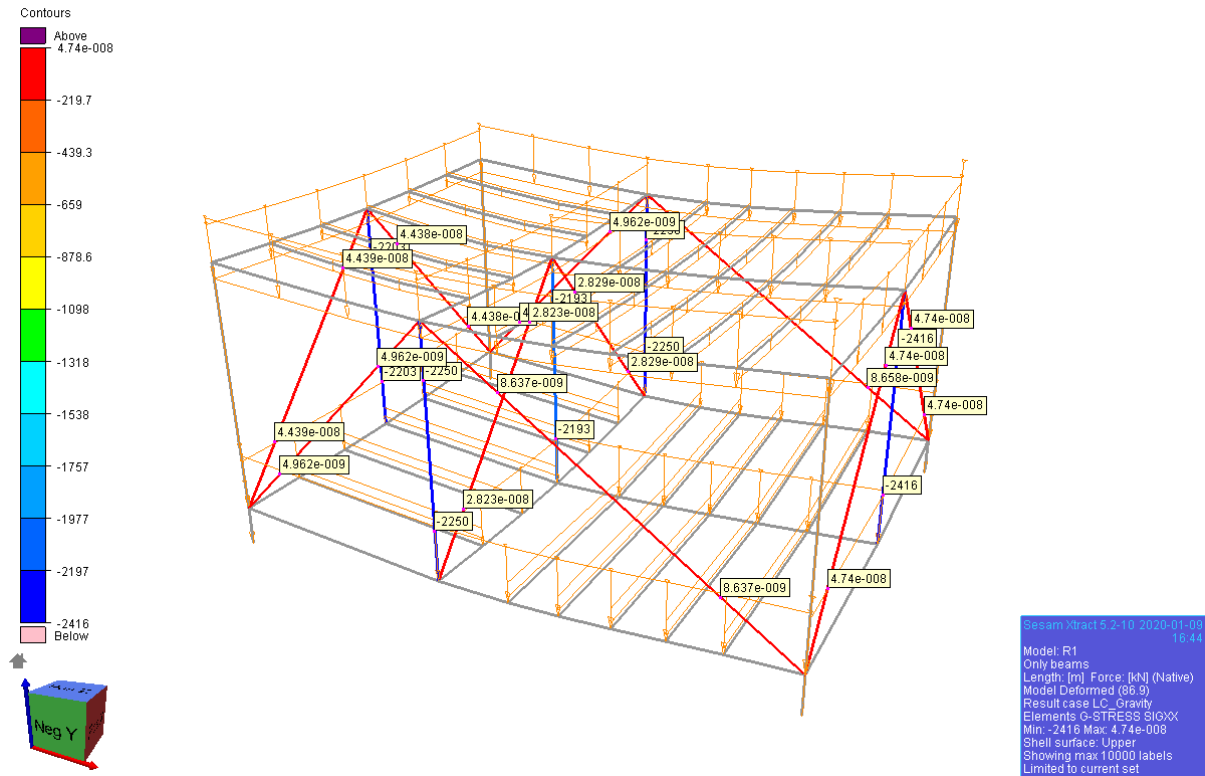 Contours
Above
4.74e-008
-219.7
-439.3
-659
-878.6
-1098
-1318
-1538
-1757
-1977
-2197
-2416
Below
4.962e-009
4.438e-008
-2203
4.439e-008
2.829e-008
-2193
4.438e-00
2.823e-008
4.74e-008
-2416
4.74e-008
8.658e-009
4.74e-008
-2250
2.829e-008
4.962e-009
-2203
-2250
8.637e-009
-2193
4.439e-008
4.962e-009
-2416
2.823e-008
-2250
4.74e-008
8.637e-009
Neg Y
Sesam Xtract 5.2-10 2020-01-09
16:44
Model: R1
Only beams
Length: [m] Force: [kN] (Native)
Model Deformed (86.9)
Result case LC_Gravity
Elements G-STRESS SIGXX
Min: -2416 Max: 4.74e-008
Shell surface: Upper
Showing max 10000 labels
Limited to current set